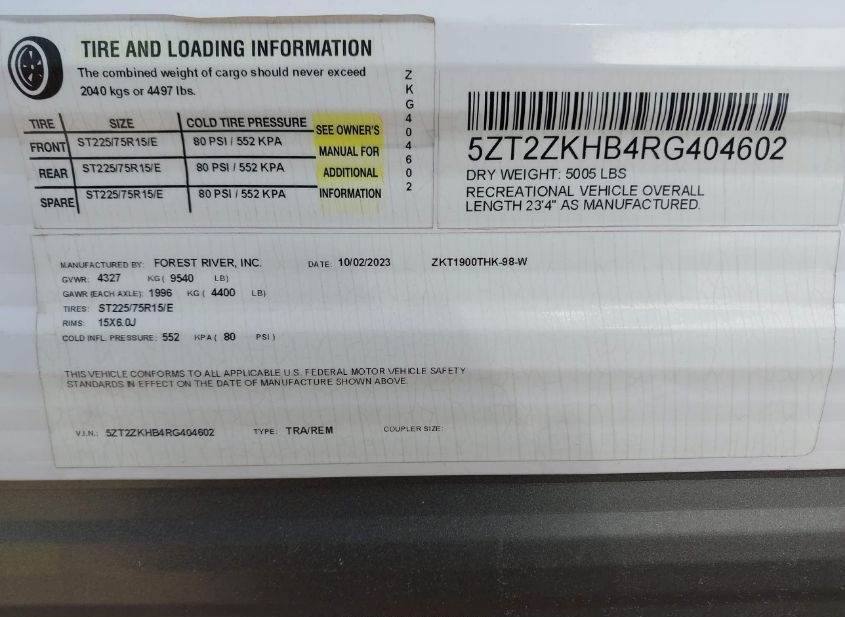 TIRE AND LOADING INFORMATION
The combined weight of cargo should never exceed
2040 kgs or 4497 lbs.
TIRE SIZE COLD TIRE PRESSURE
FRONT ST225/75R15/E 80 PSI / 552 KPA
REAR ST225/75R15/E 80 PSI / 552 KPA
SPARE ST225/75R15/E 80 PSI / 552 KPA
SEE OWNER'S
MANUAL FOR
ADDITIONAL
INFORMATION
ZKG404602
5ZT2ZKHB4RG404602
DRY WEIGHT: 5005 LBS
RECREATIONAL VEHICLE OVERALL
LENGTH 23'4" AS MANUFACTURED.
MANUFACTURED BY: FOREST RIVER, INC. DATE: 10/02/2023 ZKT1900THK-98-W
GVWR: 4327 KG ( 9540 LB)
GAWR (EACH AXLE): 1996 KG ( 4400 LB)
TIRES: ST225/75R15/E
RIMS: 15X6.0J
COLD INFL. PRESSURE: 552 KPA ( 80 PSI )
THIS VEHICLE CONFORMS TO ALL APPLICABLE U.S. FEDERAL MOTOR VEHICLE SAFETY
STANDARDS IN EFFECT ON THE DATE OF MANUFACTURE SHOWN ABOVE.
V.I.N.: 5ZT2ZKHB4RG404602 TYPE: TRA/REM COUPLER SIZE: